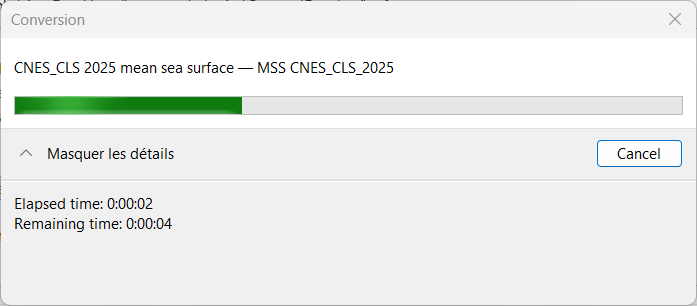 Conversion
CNES_CLS 2025 mean sea surface — MSS CNES_CLS_2025
Masquer les détails
Cancel
Elapsed time: 0:00:02
Remaining time: 0:00:04